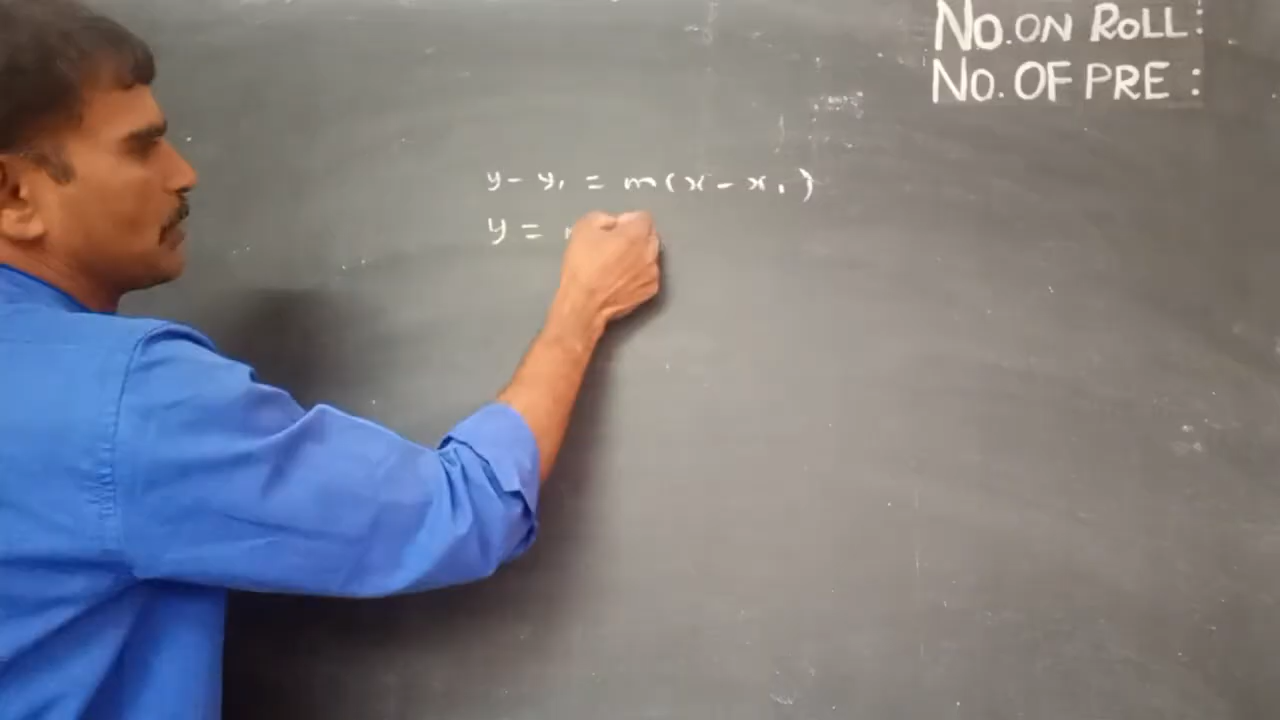 No. ON ROLL:
No. OF PRE :
y - y₁ = m(x - x₁)
y =